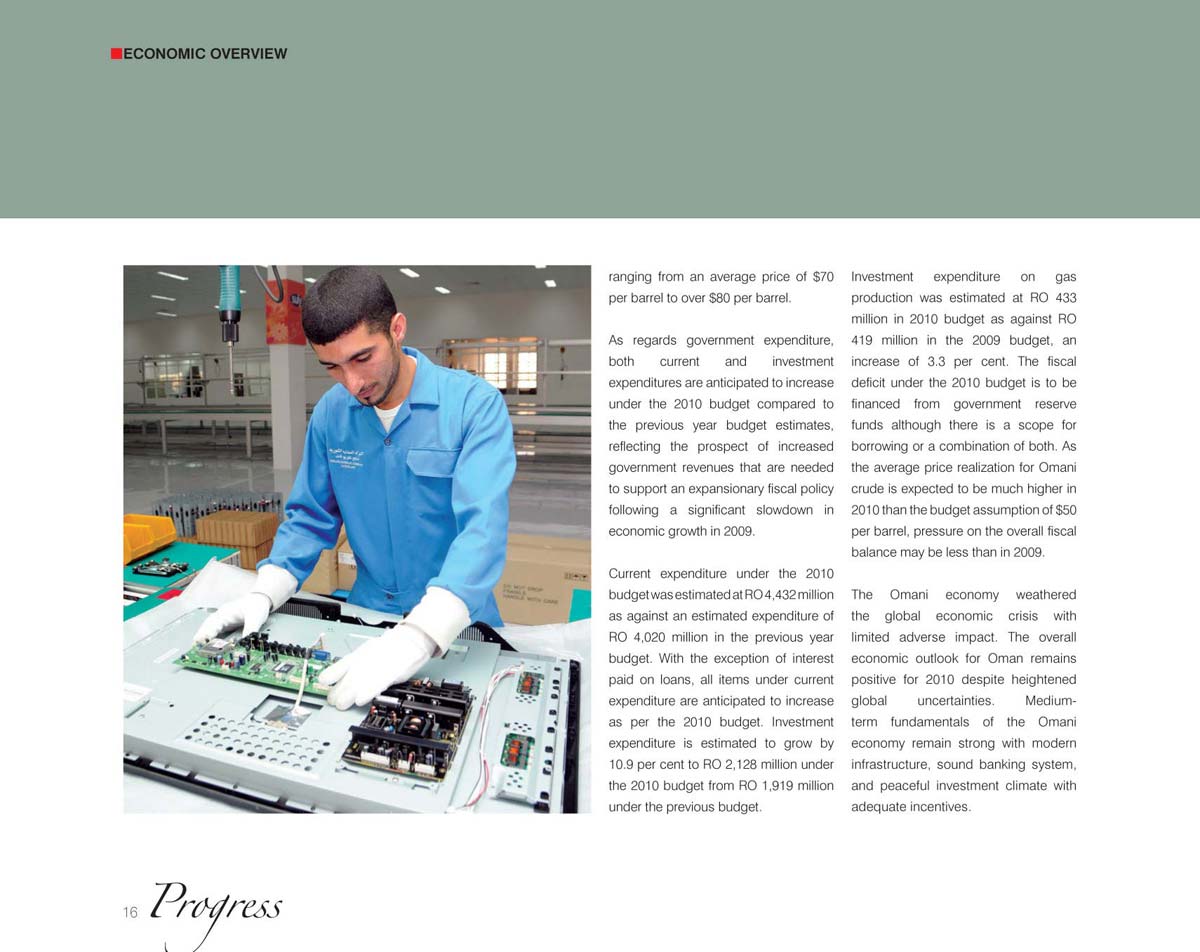 ECONOMIC OVERVIEW
ranging from an average price of $70
per barrel to over $80 per barrel.
As regards government expenditure,
both current and investment
expenditures are anticipated to increase
under the 2010 budget compared to
the previous year budget estimates,
reflecting the prospect of increased
government revenues that are needed
to support an expansionary fiscal policy
following a significant slowdown in
economic growth in 2009.
Current expenditure under the 2010
budget was estimated at RO 4,432 million
as against an estimated expenditure of
RO 4,020 million in the previous year
budget. With the exception of interest
paid on loans, all items under current
expenditure are anticipated to increase
as per the 2010 budget. Investment
expenditure is estimated to grow by
10.9 per cent to RO 2,128 million under
the 2010 budget from RO 1,919 million
under the previous budget.
Investment expenditure on gas
production was estimated at RO 433
million in 2010 budget as against RO
419 million in the 2009 budget, an
increase of 3.3 per cent. The fiscal
deficit under the 2010 budget is to be
financed from government reserve
funds although there is a scope for
borrowing or a combination of both. As
the average price realization for Omani
crude is expected to be much higher in
2010 than the budget assumption of $50
per barrel, pressure on the overall fiscal
balance may be less than in 2009.
The Omani economy weathered
the global economic crisis with
limited adverse impact. The overall
economic outlook for Oman remains
positive for 2010 despite heightened
global uncertainties. Medium-
term fundamentals of the Omani
economy remain strong with modern
infrastructure, sound banking system,
and peaceful investment climate with
adequate incentives.
DO NOT DROP
FRAGILE
HANDLE WITH CARE
16 Progress